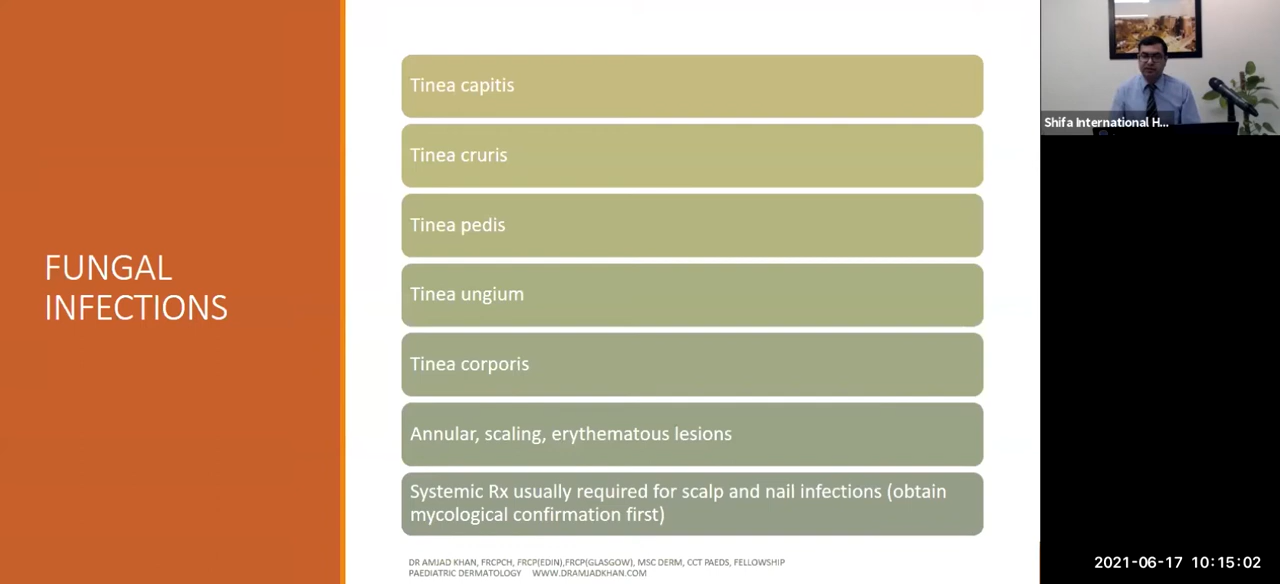 FUNGAL
INFECTIONS
Tinea capitis
Tinea cruris
Tinea pedis
Tinea ungium
Tinea corporis
Annular, scaling, erythematous lesions
Systemic Rx usually required for scalp and nail infections (obtain
mycological confirmation first)
DR AMJAD KHAN, FRCPCH, FRCP(EDIN),FRCP(GLASGOW), MSC DERM, CCT PAEDS, FELLOWSHIP
PAEDIATRIC DERMATOLOGY WWW.DRAMJADKHAN.COM
Shifa International H...
2021-06-17 10:15:02